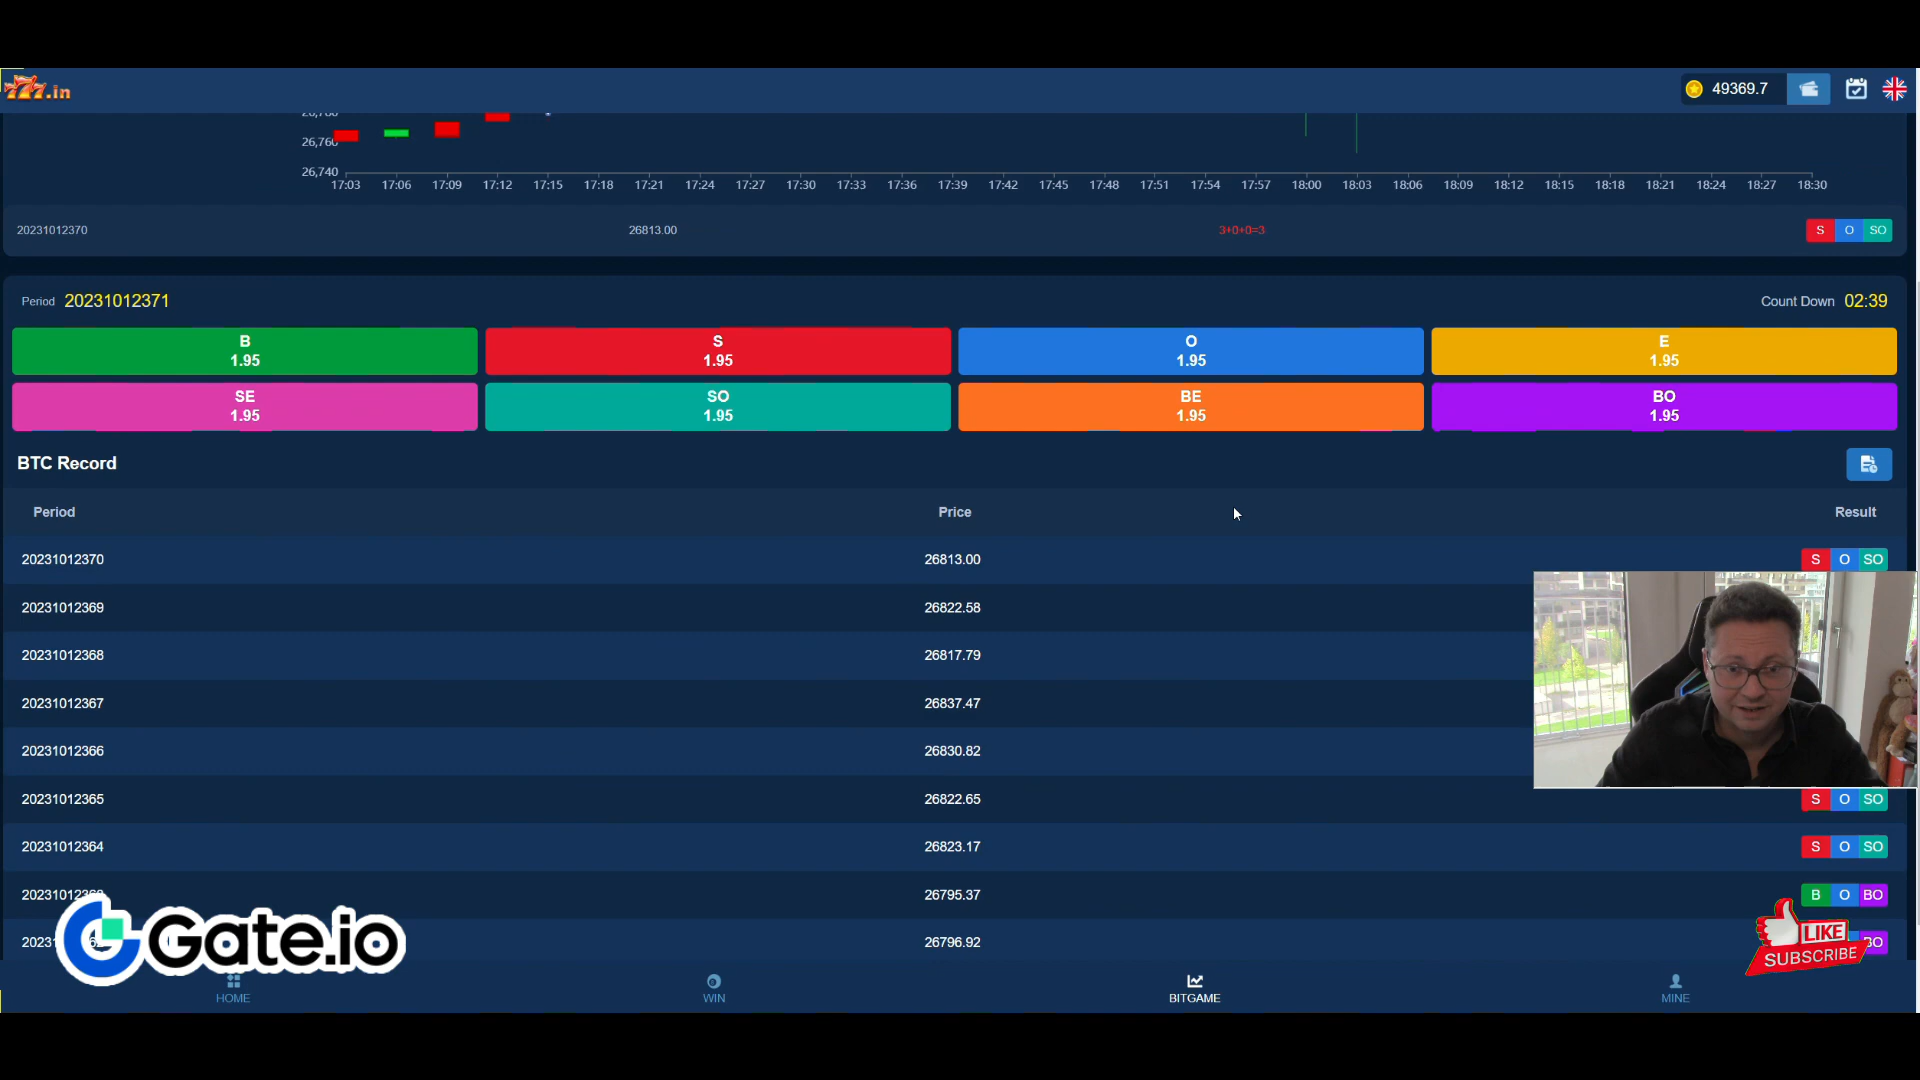 777.in
49369.7
26,760
26,740
17:03 17:06 17:09 17:12 17:15 17:18 17:21 17:24 17:27 17:30 17:33 17:36 17:39 17:42 17:45 17:48 17:51 17:54 17:57 18:00 18:03 18:06 18:09 18:12 18:15 18:18 18:21 18:24 18:27 18:30
20231012370 26813.00 3+0+0=3 S O SO
Period 20231012371 Count Down 02:39
B S O E
1.95 1.95 1.95 1.95
SE SO BE BO
1.95 1.95 1.95 1.95
BTC Record
Period Price Result
20231012370 26813.00 S O SO
20231012369 26822.58
20231012368 26817.79
20231012367 26837.47
20231012366 26830.82
20231012365 26822.65 S O SO
20231012364 26823.17 S O SO
26795.37 B O BO
26796.92 BO
Gate.io
LIKE
SUBSCRIBE
HOME WIN BITGAME MINE